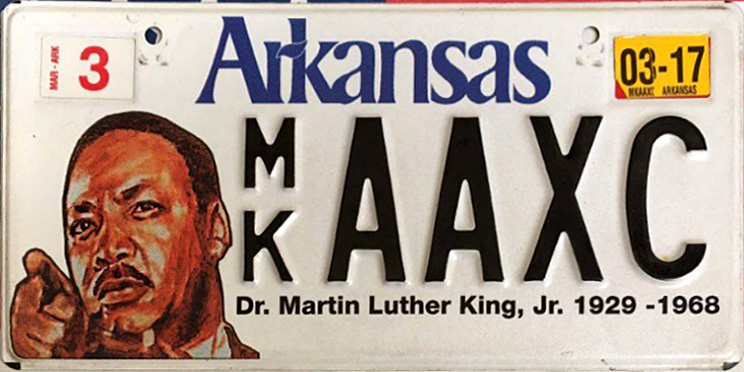 MAR - ARK
3
Arkansas
03-17
MKAAXC ARKANSAS
MK AAXC
Dr. Martin Luther King, Jr. 1929 -1968